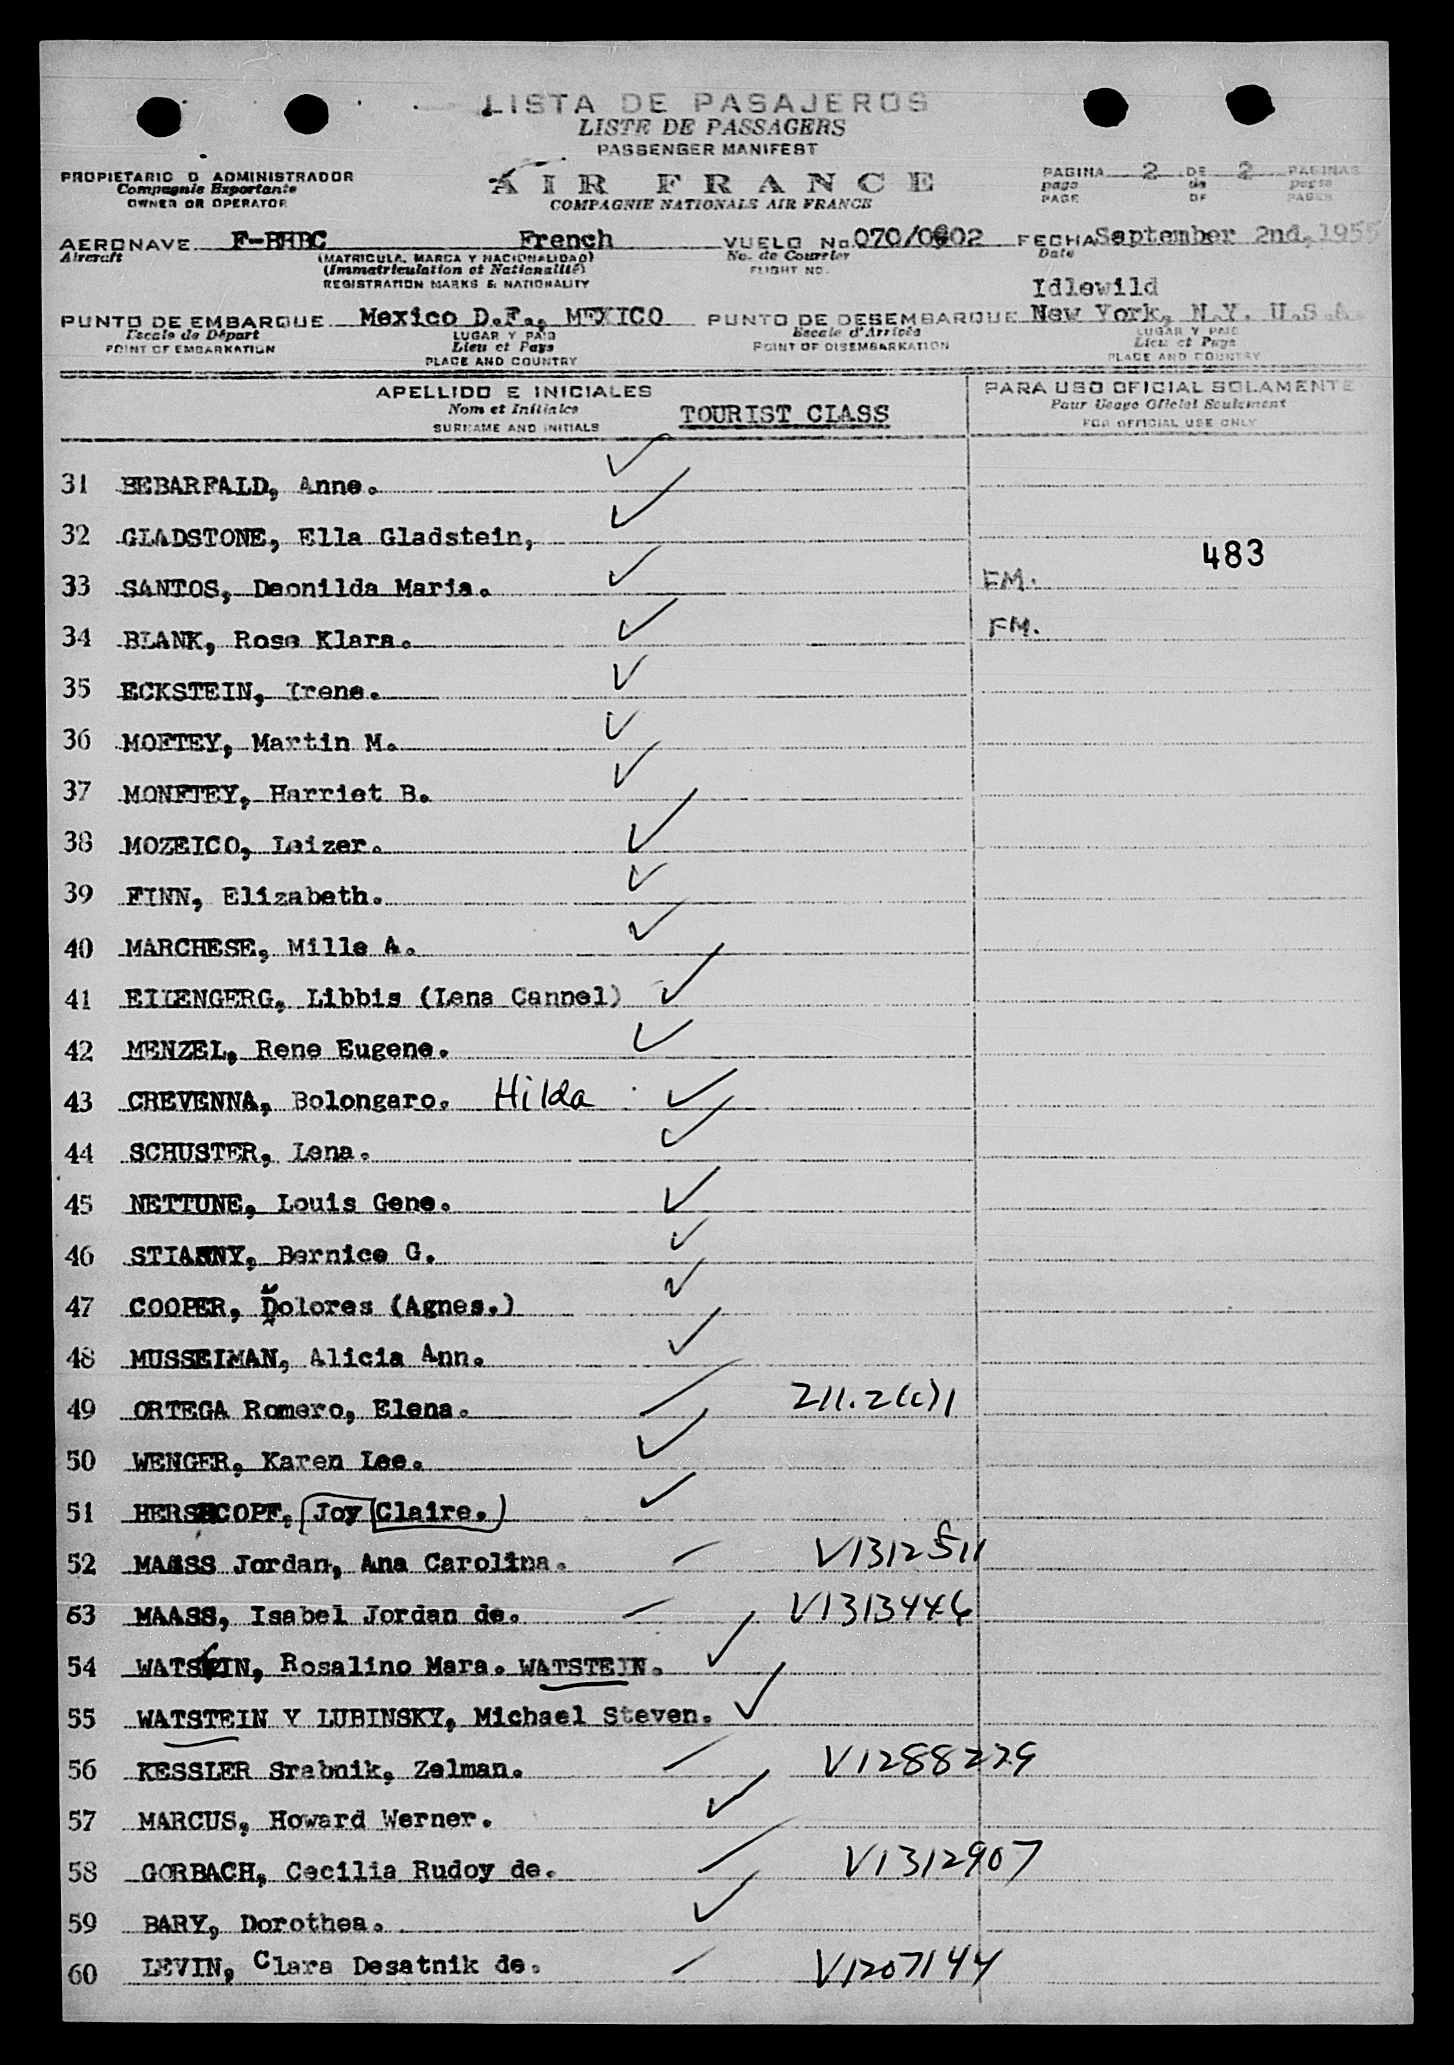 LISTA DE PASAJEROS
LISTE DE PASSAGERS
PASSENGER MANIFEST
PROPIETARIO O ADMINISTRADOR
Compagnie Exportante
OWNER OR OPERATOR
AIR FRANCE
COMPAGNIE NATIONALE AIR FRANCE
PAGINA 2 DE 2 PAGINAS
page de pages
PAGE OF PAGES
AERONAVE F-BHBC French VUELO No. 070/0602 FECHA September 2nd, 1955
Aircraft (MATRICULA, MARCA Y NACIONALIDAD) No. de Courrier Date
(Immatriculation et Nationalité) FLIGHT NO.
REGISTRATION MARKS & NATIONALITY
Idlewild
PUNTO DE EMBARQUE Mexico D.F., MEXICO PUNTO DE DESEMBARQUE New York, N.Y. U.S.A.
Escale de Départ LUGAR Y PAIS Escale d'Arrivée LUGAR Y PAIS
POINT OF EMBARKATION Lieu et Pays POINT OF DISEMBARKATION Lieu et Pays
PLACE AND COUNTRY PLACE AND COUNTRY
APELLIDO E INICIALES PARA USO OFICIAL SOLAMENTE
Nom et Initiales TOURIST CLASS Pour Usage Officiel Seulement
SURNAME AND INITIALS FOR OFFICIAL USE ONLY
31 BEBARFALD, Anne.
32 GLADSTONE, Ella Gladstein,
483
33 SANTOS, Deonilda Maria. FM.
34 BLANK, Rose Klara. FM.
35 ECKSTEIN, Irene.
36 MOFTEY, Martin M.
37 MONFTEY, Harriet B.
38 MOZEICO, Leizer.
39 FINN, Elizabeth.
40 MARCHESE, Mille A.
41 EILENGERG, Libbis (Lena Cannel)
42 MENZEL, Rene Eugene.
43 CREVENNA, Bolongaro. Hilda
44 SCHUSTER, Lena.
45 NETTUNE, Louis Gene.
46 STIASNY, Bernice G.
47 COOPER, Dolores (Agnes.)
48 MUSSELMAN, Alicia Ann.
49 ORTEGA Romero, Elena. 211.2(c)1
50 WENGER, Karen Lee.
51 HERSHCOPF, Joy Claire.
52 MAASS Jordan, Ana Carolina. V1312511
53 MAASS, Isabel Jordan de. V1313446
54 WATSTEIN, Rosalino Mara. WATSTEIN.
55 WATSTEIN Y LUBINSKY, Michael Steven.
56 KESSLER Srabnik, Zelman. V1288229
57 MARCUS, Howard Werner.
58 GORBACH, Cecilia Rudoy de. V1312907
59 BARY, Dorothea.
60 LEVIN, Clara Desatnik de. V1207144